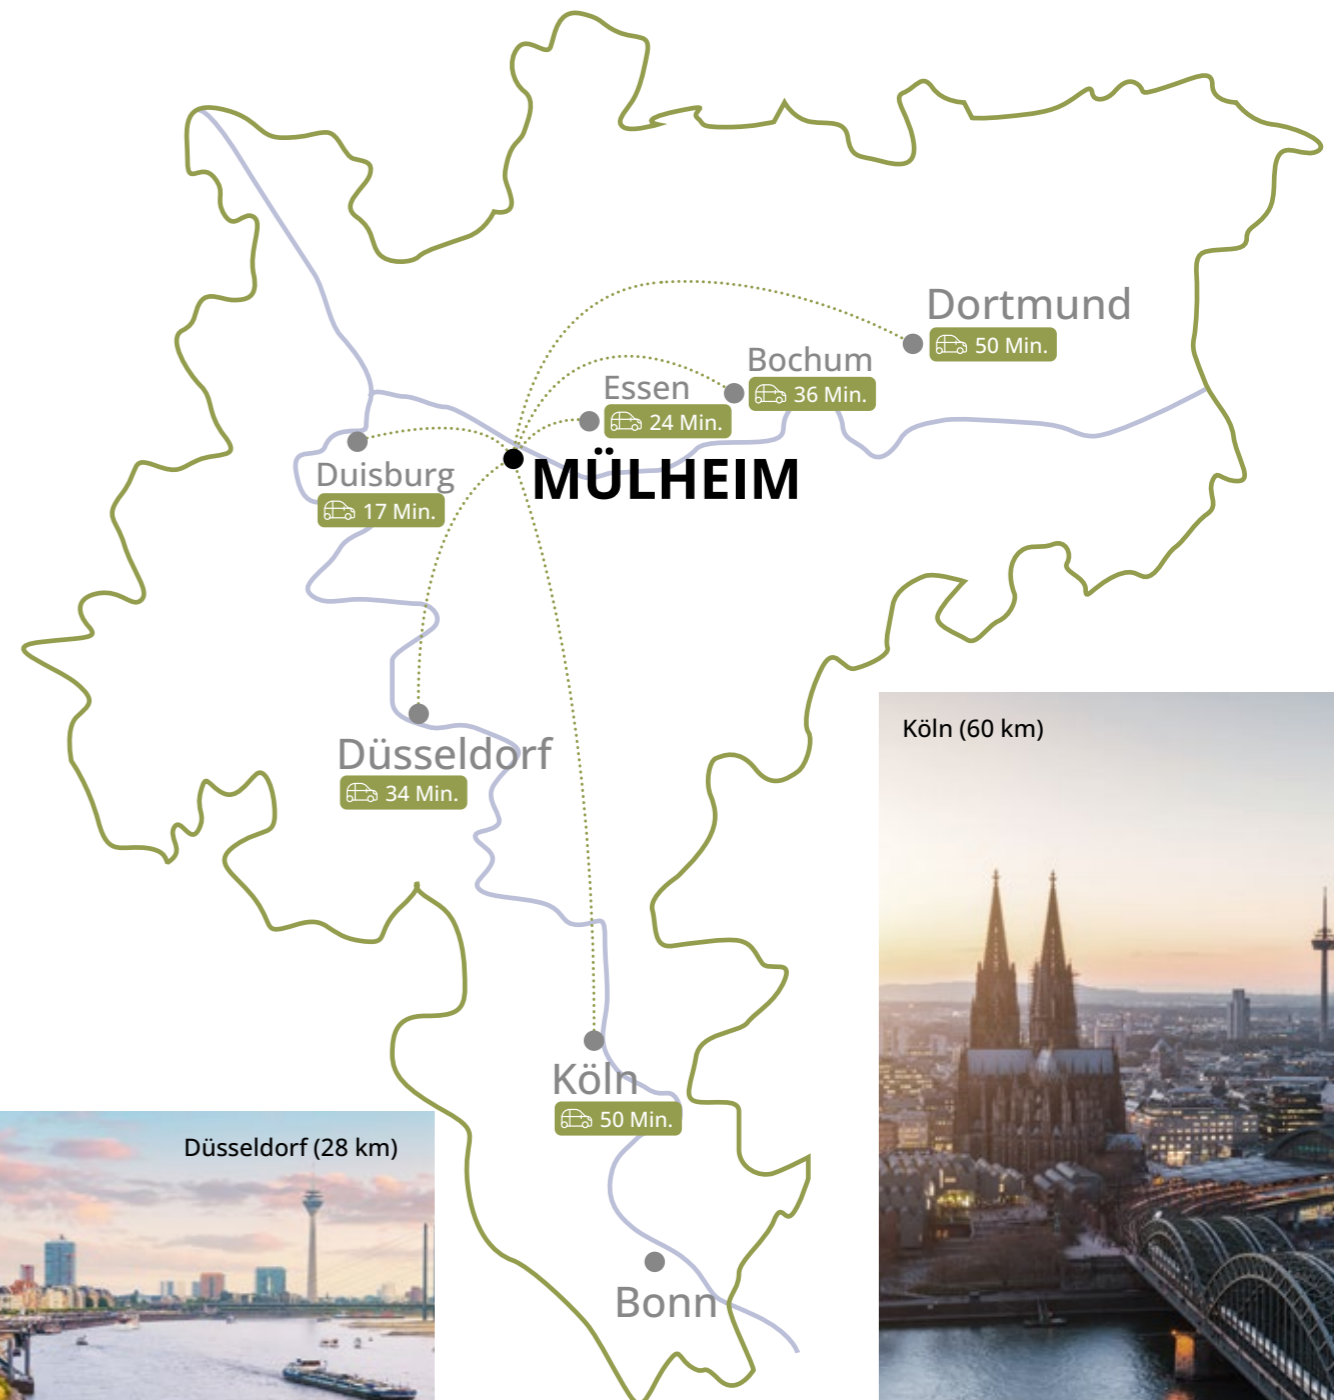 Dortmund
50 Min.
Bochum
36 Min.
Essen
24 Min.
MÜLHEIM
Duisburg
17 Min.
Düsseldorf
34 Min.
Köln (60 km)
Köln
50 Min.
Düsseldorf (28 km)
Bonn